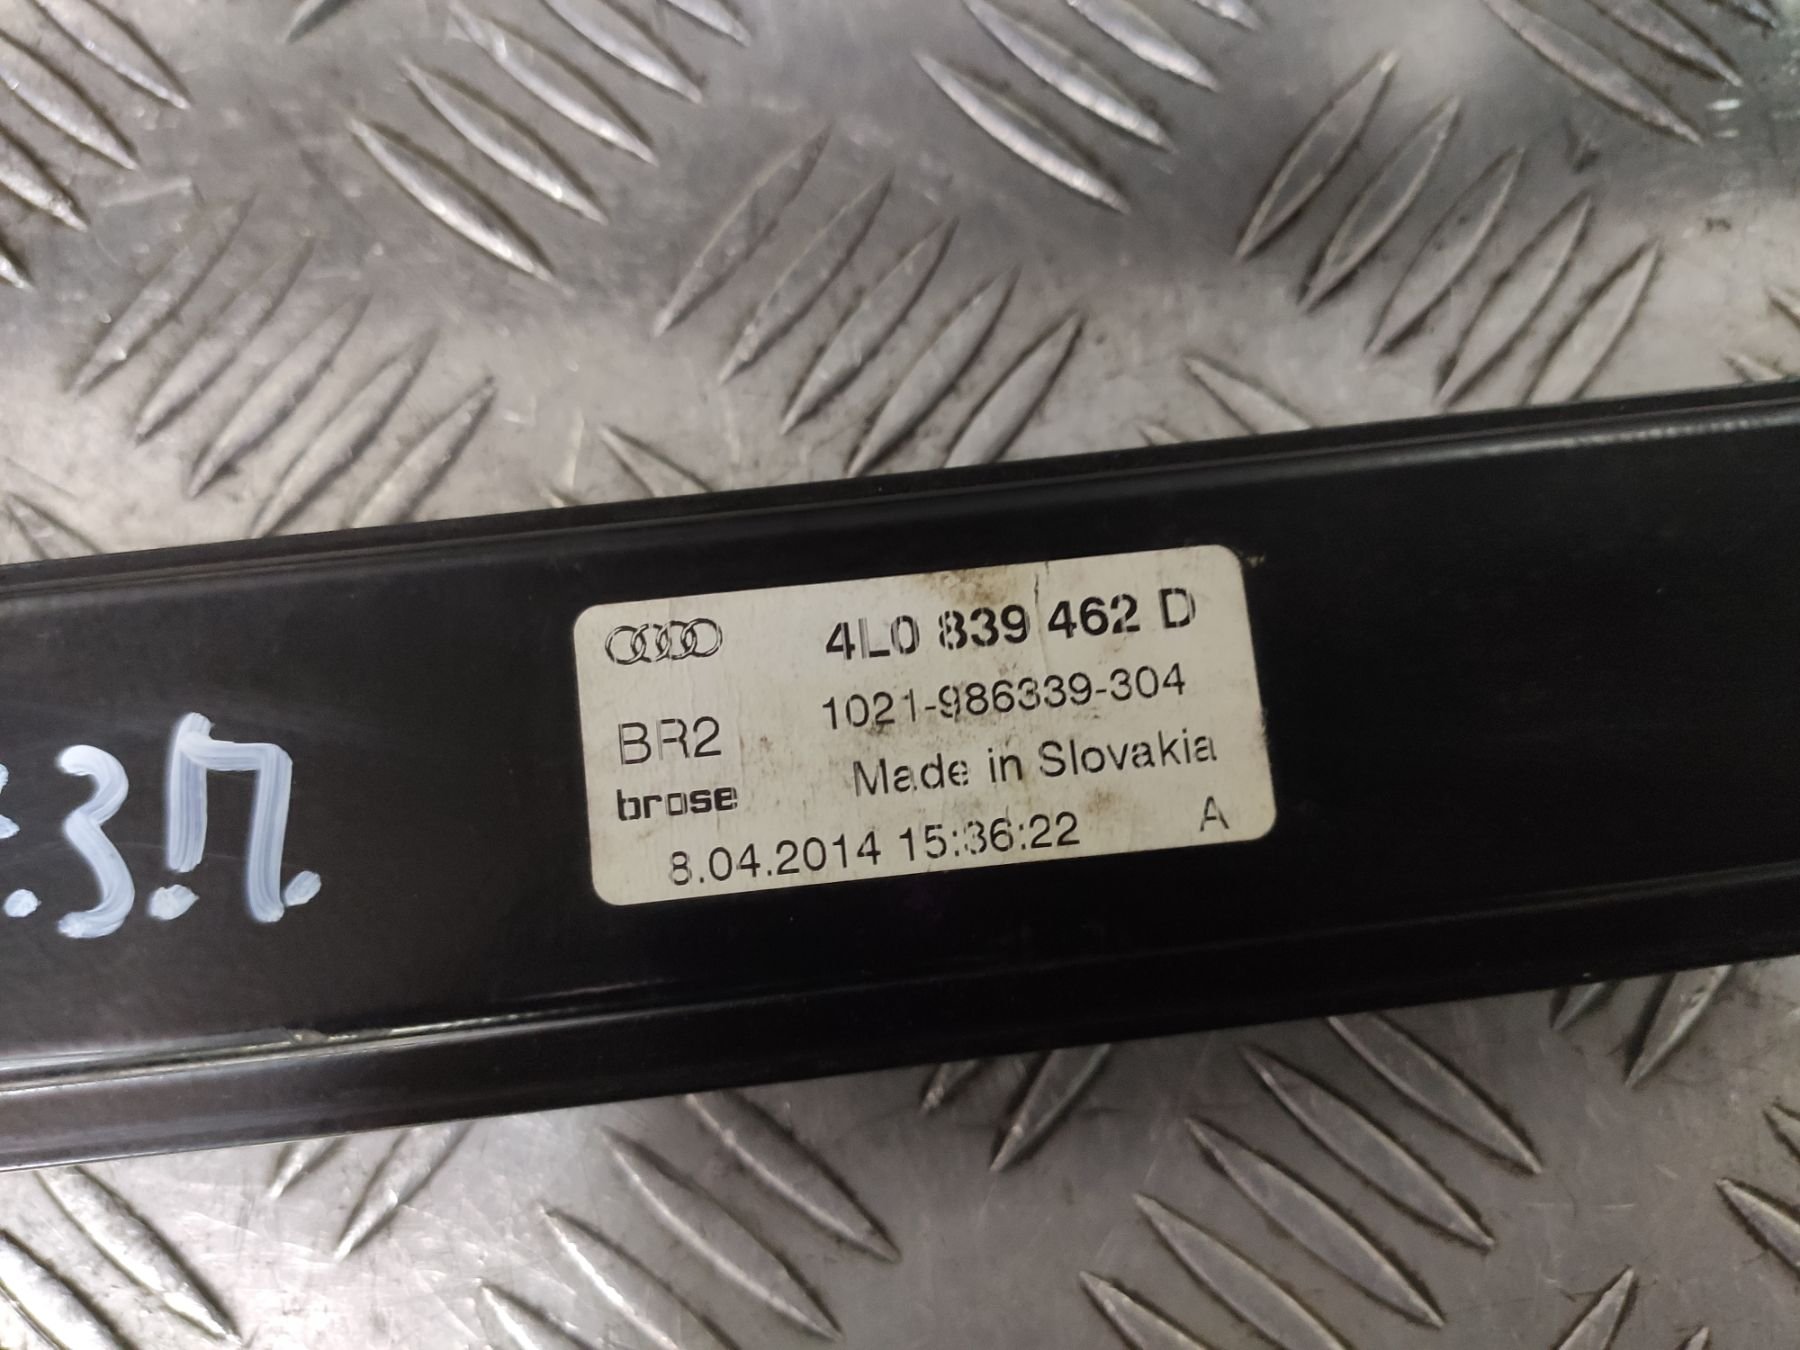 4L0 839 462 D
1021-986339-304
BR2
Made in Slovakia
brose
8.04.2014 15:36:22 A
.З.П.